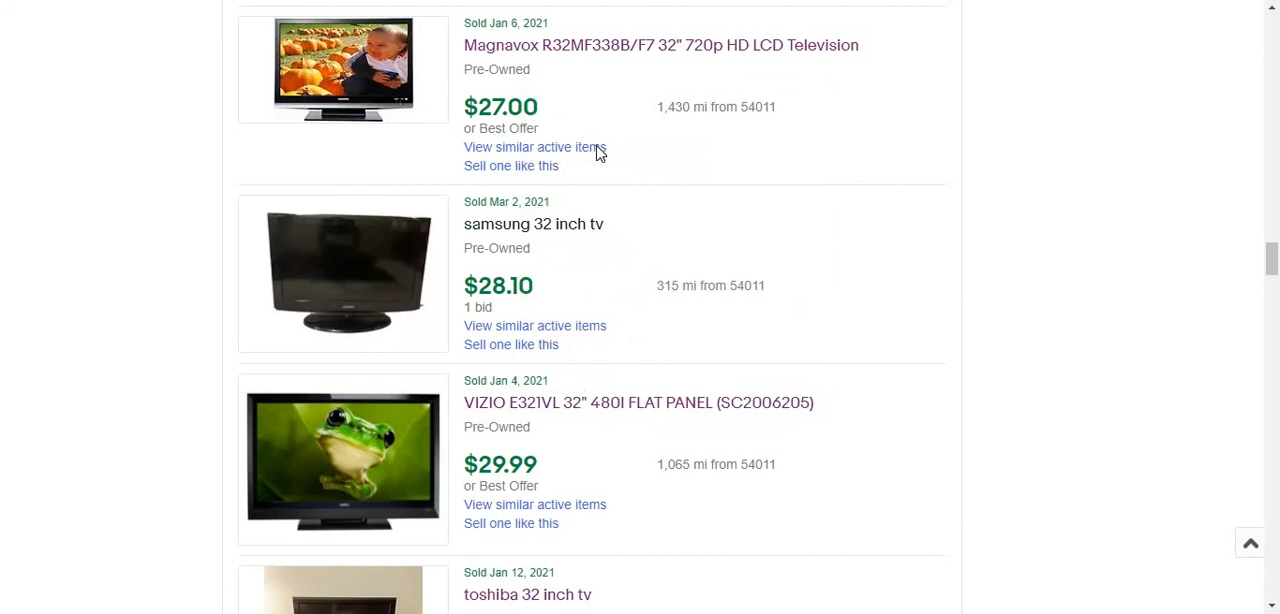 Sold Jan 6, 2021
Magnavox R32MF338B/F7 32" 720p HD LCD Television
Pre-Owned
$27.00
1,430 mi from 54011
or Best Offer
View similar active items
Sell one like this
Sold Mar 2, 2021
samsung 32 inch tv
Pre-Owned
$28.10
315 mi from 54011
1 bid
View similar active items
Sell one like this
Sold Jan 4, 2021
VIZIO E321VL 32" 480I FLAT PANEL (SC2006205)
Pre-Owned
$29.99
1,065 mi from 54011
or Best Offer
View similar active items
Sell one like this
Sold Jan 12, 2021
toshiba 32 inch tv